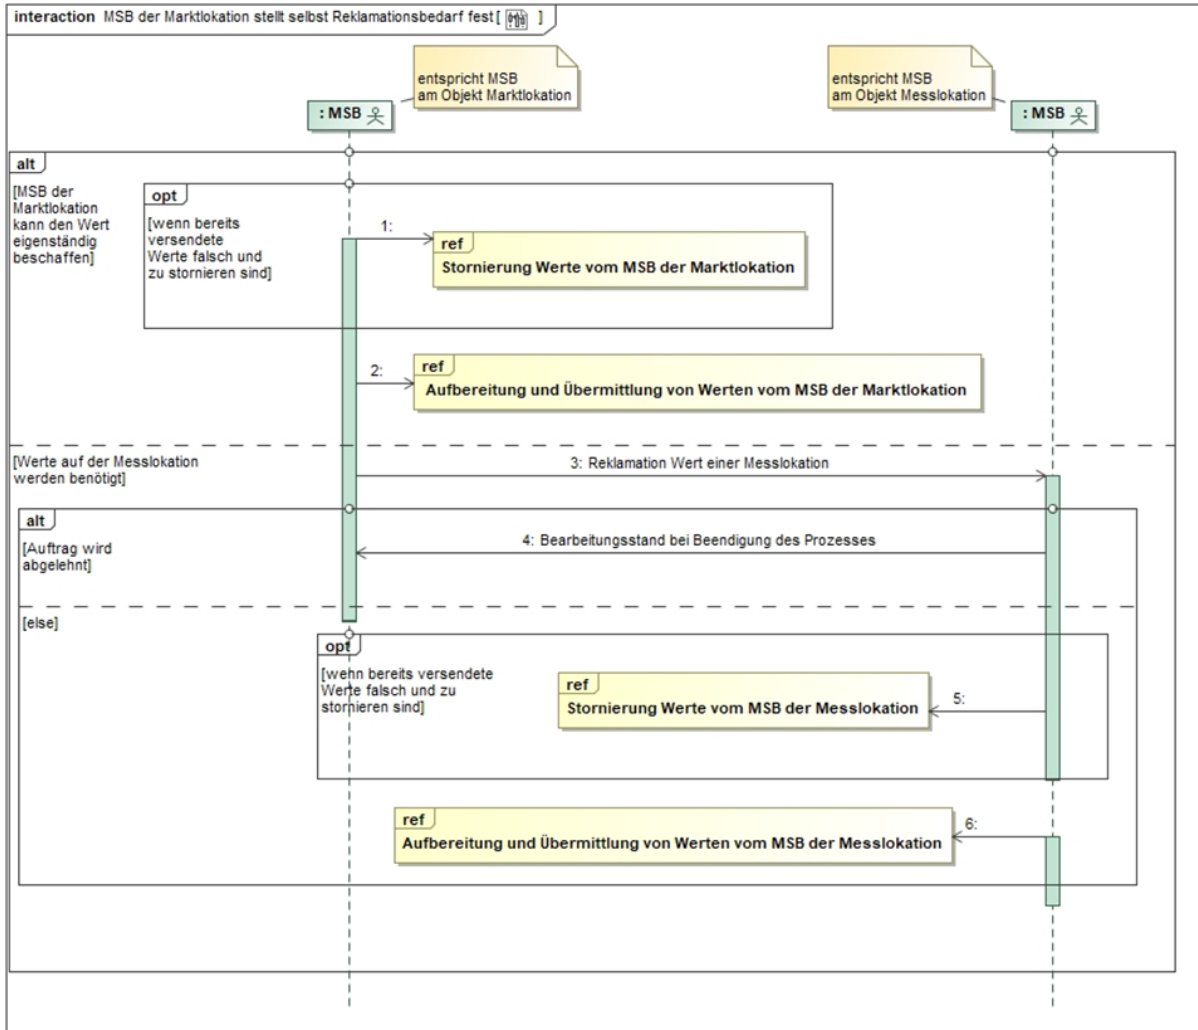 interaction MSB der Marktlokation stellt selbst Reklamationsbedarf fest [ ]
entspricht MSB
am Objekt Marktlokation
entspricht MSB
am Objekt Messlokation
: MSB
: MSB
alt
[MSB der
Marktlokation
kann den Wert
eigenständig
beschaffen]
opt
[wenn bereits
versendete
Werte falsch und
zu stornieren sind]
1:
ref
Stornierung Werte vom MSB der Marktlokation
2:
ref
Aufbereitung und Übermittlung von Werten vom MSB der Marktlokation
[Werte auf der Messlokation
werden benötigt]
3: Reklamation Wert einer Messlokation
alt
[Auftrag wird
abgelehnt]
4: Bearbeitungsstand bei Beendigung des Prozesses
[else]
opt
[wenn bereits versendete
Werte falsch und zu
stornieren sind]
ref
Stornierung Werte vom MSB der Messlokation
5:
ref
Aufbereitung und Übermittlung von Werten vom MSB der Messlokation
6: